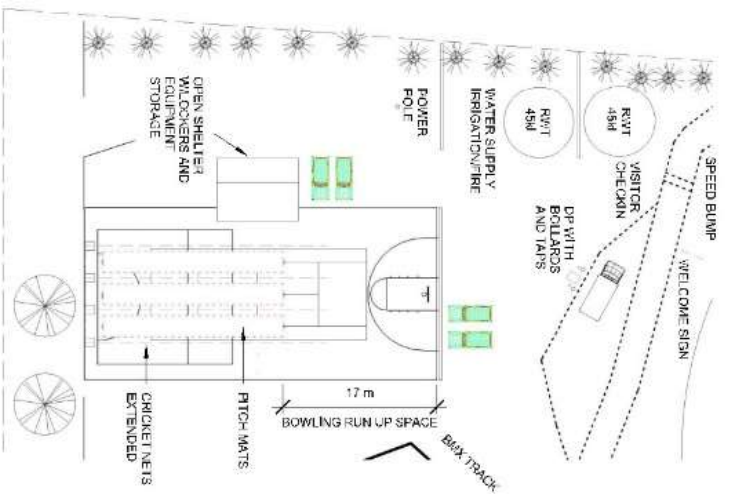 OPEN SHELTER
W/LOCKERS AND
EQUIPMENT
STORAGE
POWER
POLE
WATER SUPPLY
IRRIGATION/FIRE
RWT
45kl
RWT
45kl
VISITOR
CHECKIN
SPEED BUMP
DP WITH
BOLLARDS
AND TAPS
WELCOME SIGN
CRICKET NETS
EXTENDED
PITCH MATS
17 m
BOWLING RUN UP SPACE
BMX TRACK